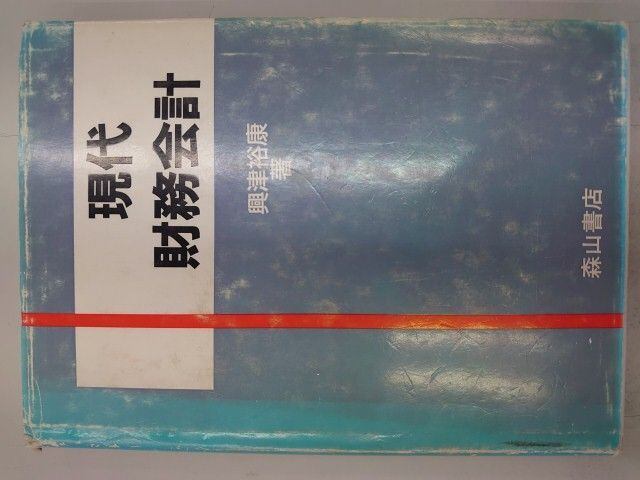 現代
財務会計
興津裕康
著
森山書店